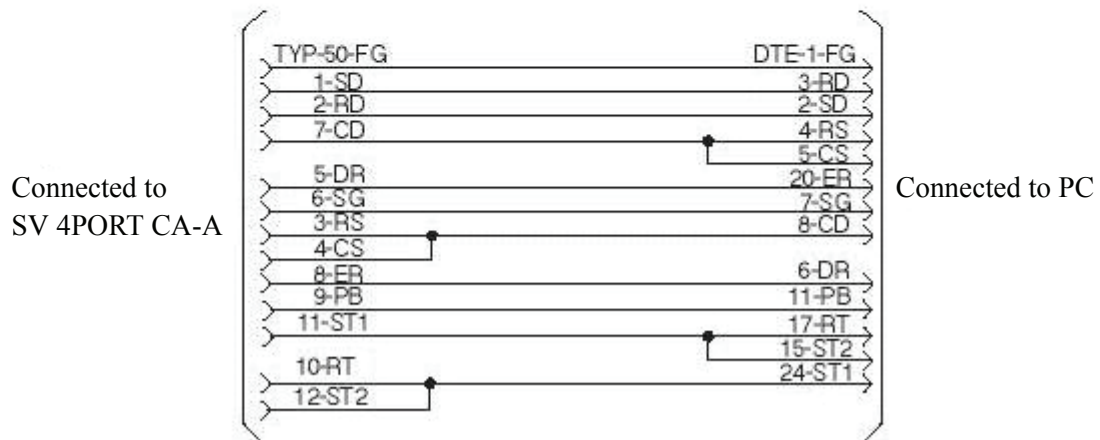 TYP-50-FG DTE-1-FG
1-SD 3-RD
2-RD 2-SD
7-CD 4-RS
5-CS
5-DR 20-ER
6-SG 7-SG
3-RS 8-CD
4-CS
8-ER 6-DR
9-PB 11-PB
11-ST1 17-RT
15-ST2
10-RT 24-ST1
12-ST2
Connected to
SV 4PORT CA-A
Connected to PC